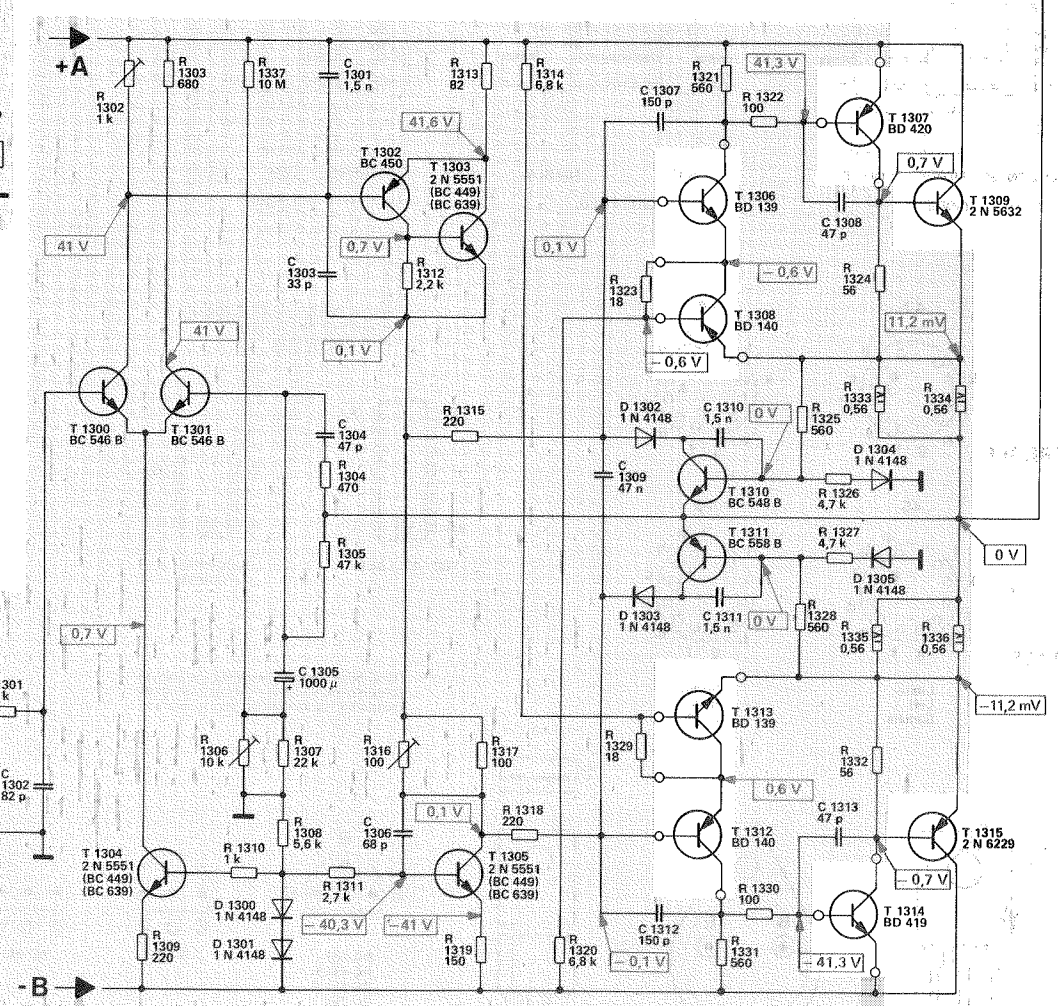 +A
R
1302
1 k
R
1303
680
R
1337
10 M
C
1301
1,5 n
R
1313
82
R
1314
6,8 k
C 1307
150 p
R
1321
560
41,3 V
R 1322
100
T 1307
BD 420
41,6 V
T 1302
BC 450
T 1303
2 N 5551
(BC 449)
(BC 639)
0,7 V
T 1306
BD 139
C 1308
47 p
T 1309
2 N 5632
41 V
0,7 V
0,1 V
C
1303
33 p
R
1312
2,2 k
R
1323
18
– 0,6 V
R
1324
56
T 1308
BD 140
41 V
0,1 V
– 0,6 V
11,2 mV
T 1300
BC 546 B
T 1301
BC 546 B
R 1315
220
D 1302
1 N 4148
C 1310
1,5 n
0 V
R
1325
560
R
1333
0,56
R
1334
0,56
C
1304
47 p
R
1304
470
C
1309
47 n
D 1304
1 N 4148
T 1310
BC 548 B
R 1326
4,7 k
R
1305
47 k
T 1311
BC 558 B
R 1327
4,7 k
0 V
D 1305
1 N 4148
D 1303
1 N 4148
C 1311
1,5 n
0 V
R
1328
560
R
1335
0,56
R
1336
0,56
0,7 V
C 1305
1000 µ
+
301
k
T 1313
BD 139
–11,2 mV
R
1306
10 k
R
1307
22 k
R
1316
100
R
1317
100
R
1329
18
R
1332
56
0,6 V
C
1302
82 p
R
1308
5,6 k
C
1306
68 p
0,1 V
R 1318
220
T 1312
BD 140
C 1313
47 p
T 1315
2 N 6229
T 1304
2 N 5551
(BC 449)
(BC 639)
R 1310
1 k
R 1311
2,7 k
T 1305
2 N 5551
(BC 449)
(BC 639)
R 1330
100
– 0,7 V
T 1314
BD 419
D 1300
1 N 4148
– 40,3 V
–41 V
C 1312
150 p
R
1309
220
D 1301
1 N 4148
R
1319
150
R
1320
6,8 k
– 0,1 V
R
1331
560
–41,3 V
-B